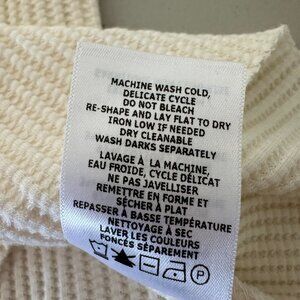 MACHINE WASH COLD,
DELICATE CYCLE
DO NOT BLEACH
RE-SHAPE AND LAY FLAT TO DRY
IRON LOW IF NEEDED
DRY CLEANABLE
WASH DARKS SEPARATELY
LAVAGE À LA MACHINE,
EAU FROIDE, CYCLE DÉLICAT
NE PAS JAVELLISER
REMETTRE EN FORME ET
SÉCHER À PLAT
REPASSER À BASSE TEMPÉRATURE
NETTOYAGE À SEC
LAVER LES COULEURS
FONCÉS SÉPARÉMENT
P